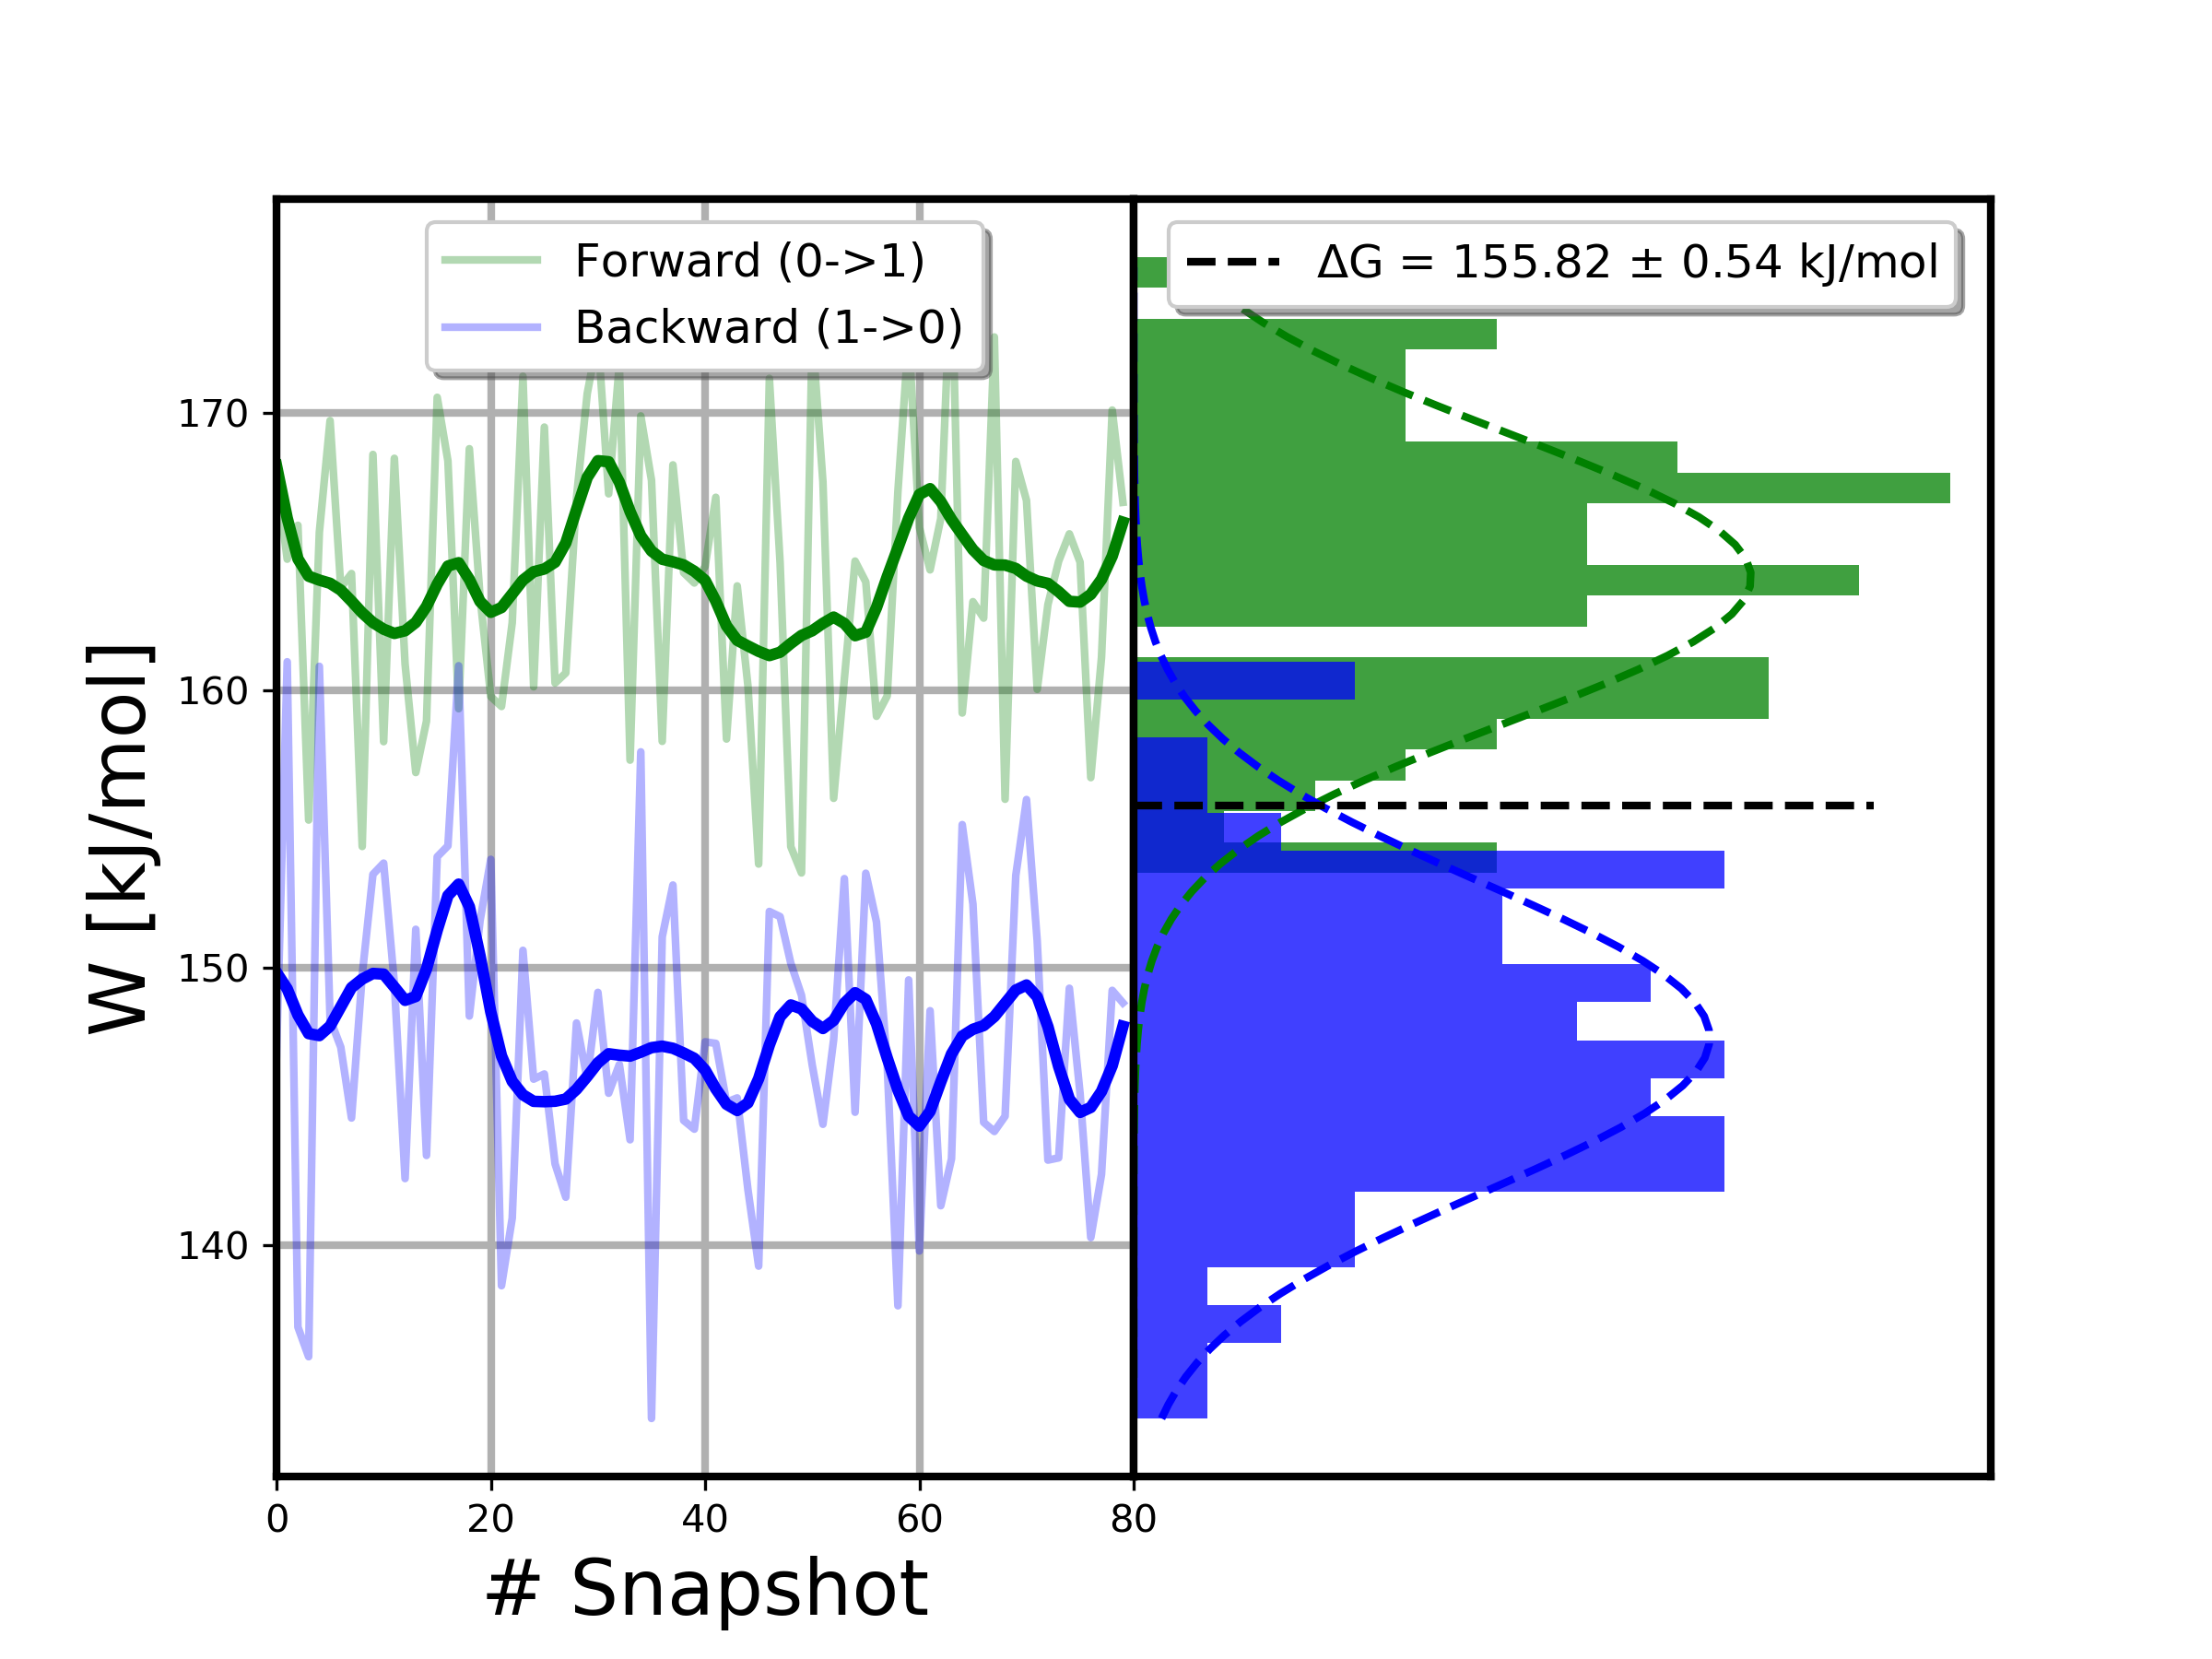 Forward (0->1)
Backward (1->0)
ΔG = 155.82 ± 0.54 kJ/mol
170
160
150
140
W [kJ/mol]
0 20 40 60 80
# Snapshot